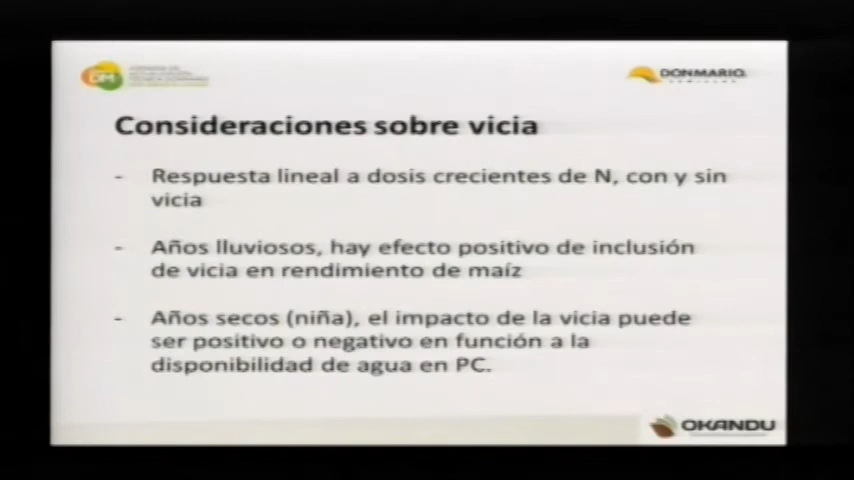 DM
DONMARIO
Consideraciones sobre vicia
- Respuesta lineal a dosis crecientes de N, con y sin
vicia
- Años lluviosos, hay efecto positivo de inclusión
de vicia en rendimiento de maíz
- Años secos (niña), el impacto de la vicia puede
ser positivo o negativo en función a la
disponibilidad de agua en PC.
OKANDU